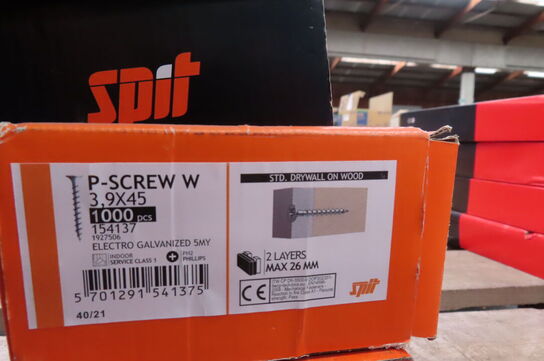 spit
P-SCREW W
3,9X45
1000 pcs
154137
1927506
ELECTRO GALVANIZED 5MY
INDOOR
SERVICE CLASS 1
PH2
PHILLIPS
5 701291 541375
40/21
STD. DRYWALL ON WOOD
2 LAYERS
MAX 26 MM
CE
spit